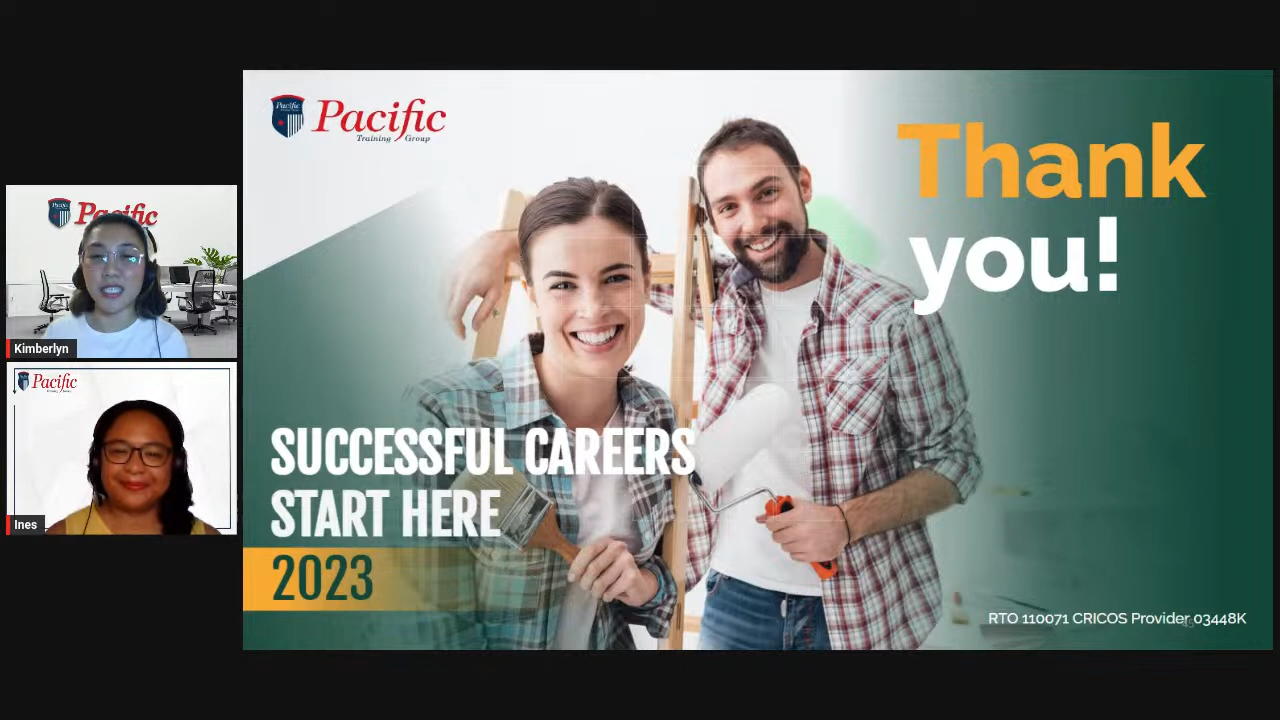 Pacific
Training Group
Thank
you!
Pacific
Kimberlyn
Pacific
Ines
SUCCESSFUL CAREERS
START HERE
2023
RTO 110071 CRICOS Provider 03448K